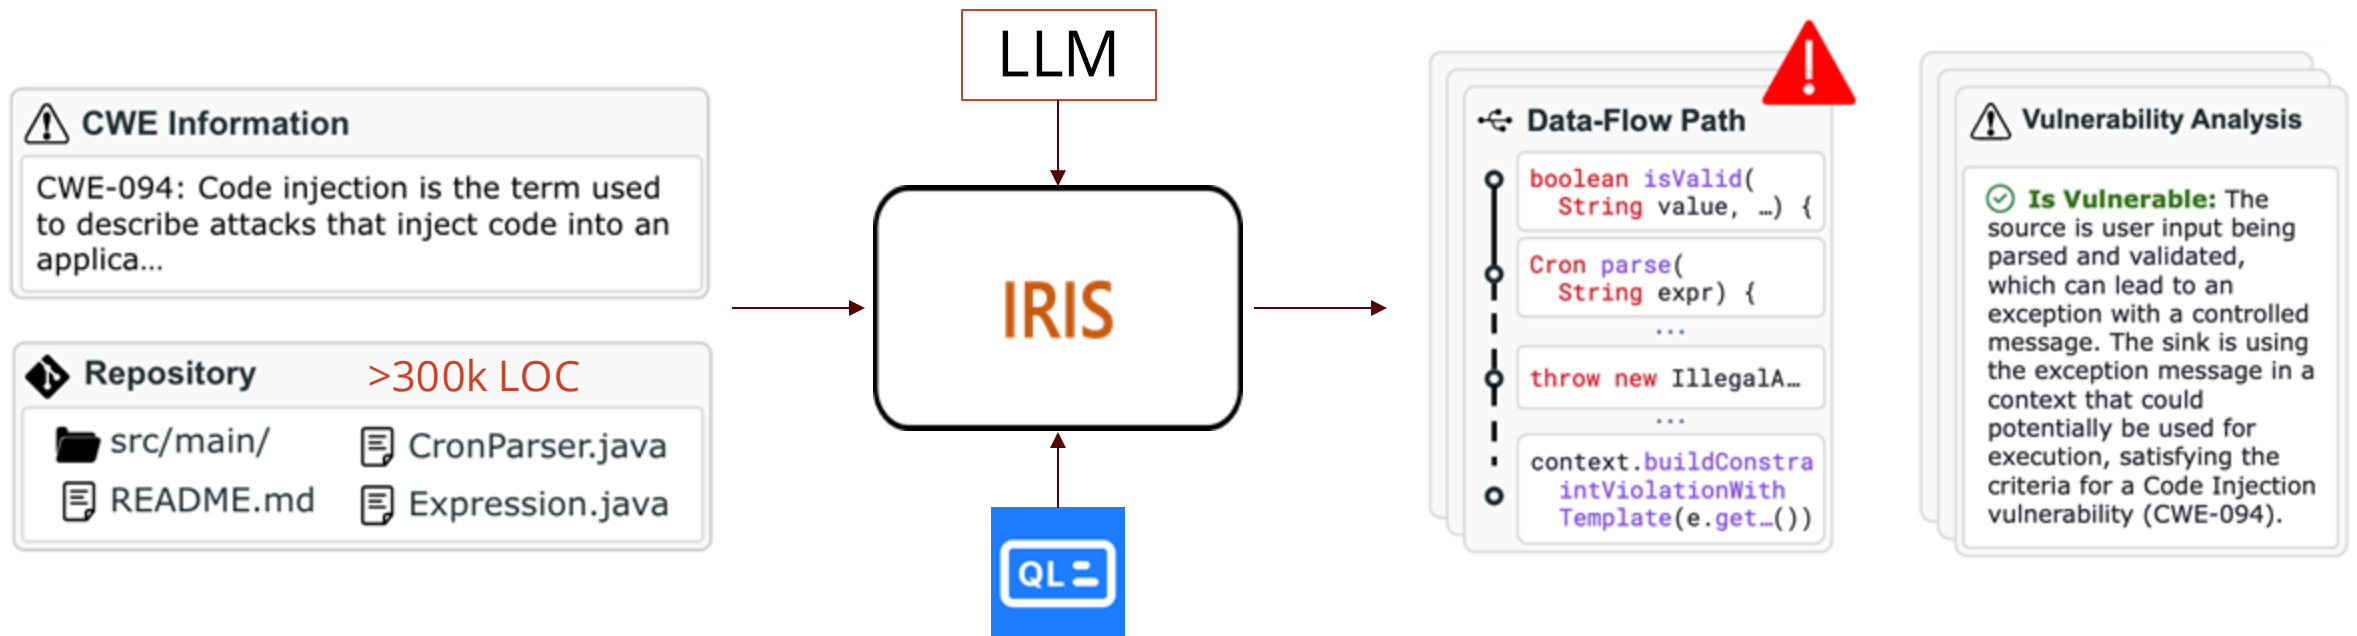 LLM
CWE Information
CWE-094: Code injection is the term used
to describe attacks that inject code into an
applica...
Repository >300k LOC
src/main/ CronParser.java
README.md Expression.java
IRIS
QL
Data-Flow Path
boolean isValid(
String value, …) {
Cron parse(
String expr) {
...
throw new IllegalA…
...
context.buildConstra
intViolationWith
Template(e.get…())
Vulnerability Analysis
Is Vulnerable: The
source is user input being
parsed and validated,
which can lead to an
exception with a controlled
message. The sink is using
the exception message in a
context that could
potentially be used for
execution, satisfying the
criteria for a Code Injection
vulnerability (CWE-094).